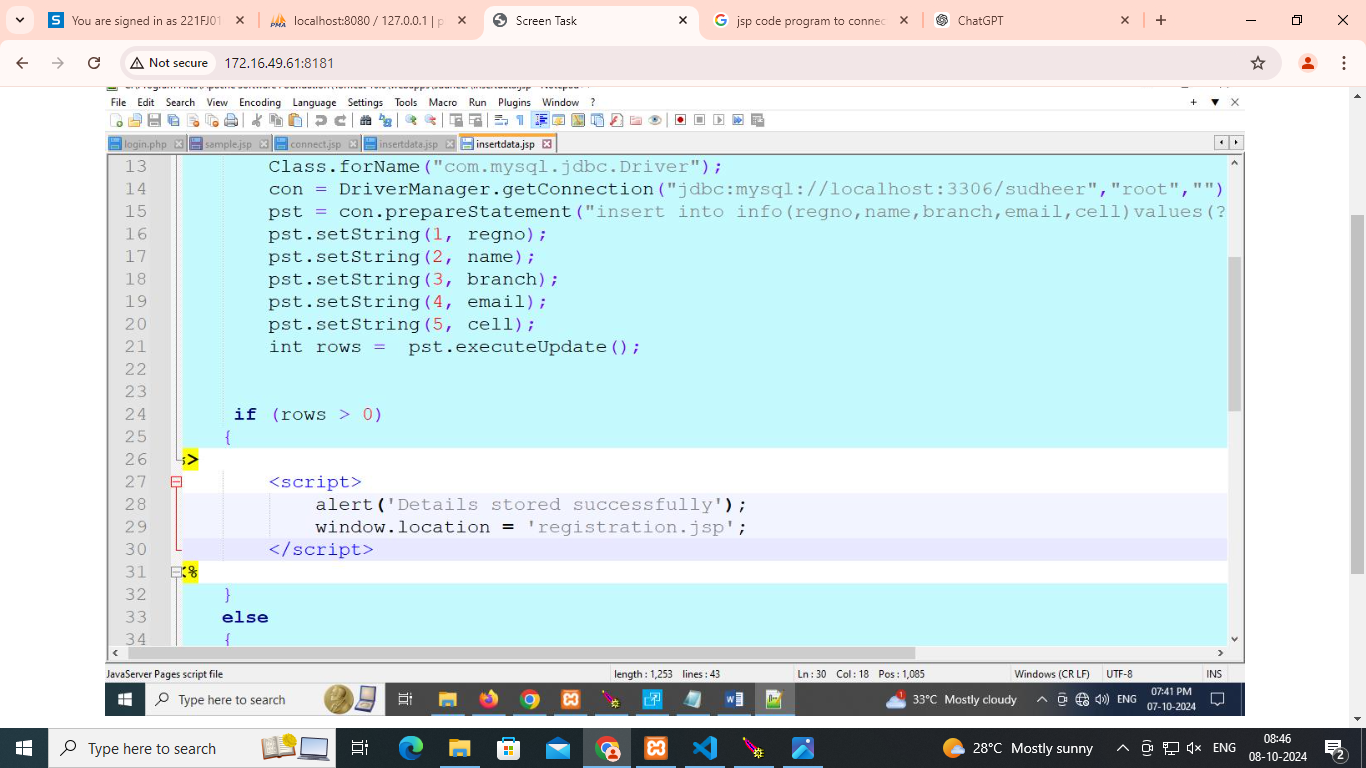 You are signed in as 221FJ01
localhost:8080 / 127.0.0.1 | p
Screen Task
jsp code program to connec
ChatGPT
Not secure
172.16.49.61:8181
File Edit Search View Encoding Language Settings Tools Macro Run Plugins Window ?
login.php sample.jsp connect.jsp insertdata.jsp insertdata.jsp
13 Class.forName("com.mysql.jdbc.Driver");
14 con = DriverManager.getConnection("jdbc:mysql://localhost:3306/sudheer","root","")
15 pst = con.prepareStatement("insert into info(regno,name,branch,email,cell)values(?
16 pst.setString(1, regno);
17 pst.setString(2, name);
18 pst.setString(3, branch);
19 pst.setString(4, email);
20 pst.setString(5, cell);
21 int rows =  pst.executeUpdate();
22
23
24 if (rows > 0)
25 {
26 >
27 <script>
28 alert('Details stored successfully');
29 window.location = 'registration.jsp';
30 </script>
31 %
32 }
33 else
34 {
JavaServer Pages script file length : 1,253 lines : 43 Ln : 30 Col : 18 Pos : 1,085 Windows (CR LF) UTF-8 INS
Type here to search 1 33°C Mostly cloudy ENG 07:41 PM
07-10-2024
Type here to search 28°C Mostly sunny ENG 08:46
08-10-2024 2